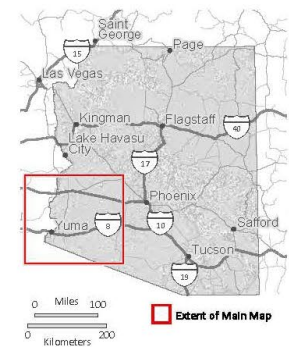 Saint
George
15
Page
Las Vegas
Kingman
Flagstaff
40
Lake Havasu
City
17
Phoenix
Yuma
8
10
Safford
Tucson
19
0 Miles 100
0 200
Kilometers
Extent of Main Map